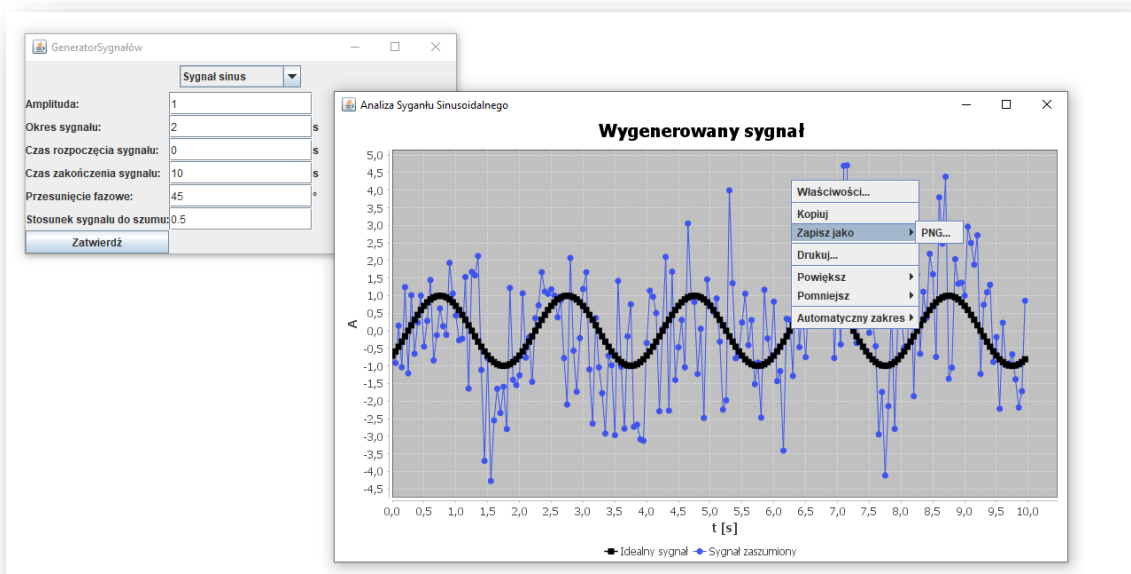 GeneratorSygnałów
Sygnał sinus
Amplituda:
1
Okres sygnału:
2
s
Czas rozpoczęcia sygnału:
0
s
Czas zakończenia sygnału:
10
s
Przesunięcie fazowe:
45
°
Stosunek sygnału do szumu:
0.5
Zatwierdź
Analiza Syganłu Sinusoidalnego
Wygenerowany sygnał
5,0
4,5
4,0
3,5
3,0
2,5
2,0
1,5
1,0
0,5
0,0
-0,5
-1,0
-1,5
-2,0
-2,5
-3,0
-3,5
-4,0
-4,5
A
Właściwości...
Kopiuj
Zapisz jako
PNG...
Drukuj...
Powiększ
Pomniejsz
Automatyczny zakres
0,0 0,5 1,0 1,5 2,0 2,5 3,0 3,5 4,0 4,5 5,0 5,5 6,0 6,5 7,0 7,5 8,0 8,5 9,0 9,5 10,0
t [s]
Idealny sygnał Sygnał zaszumiony